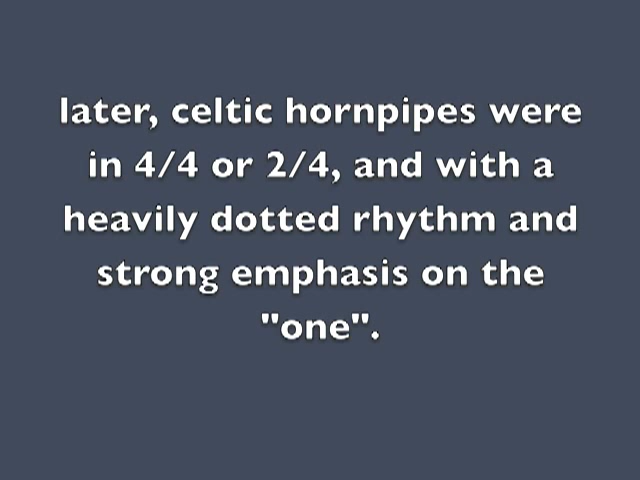 later, celtic hornpipes were
in 4/4 or 2/4, and with a
heavily dotted rhythm and
strong emphasis on the
"one".